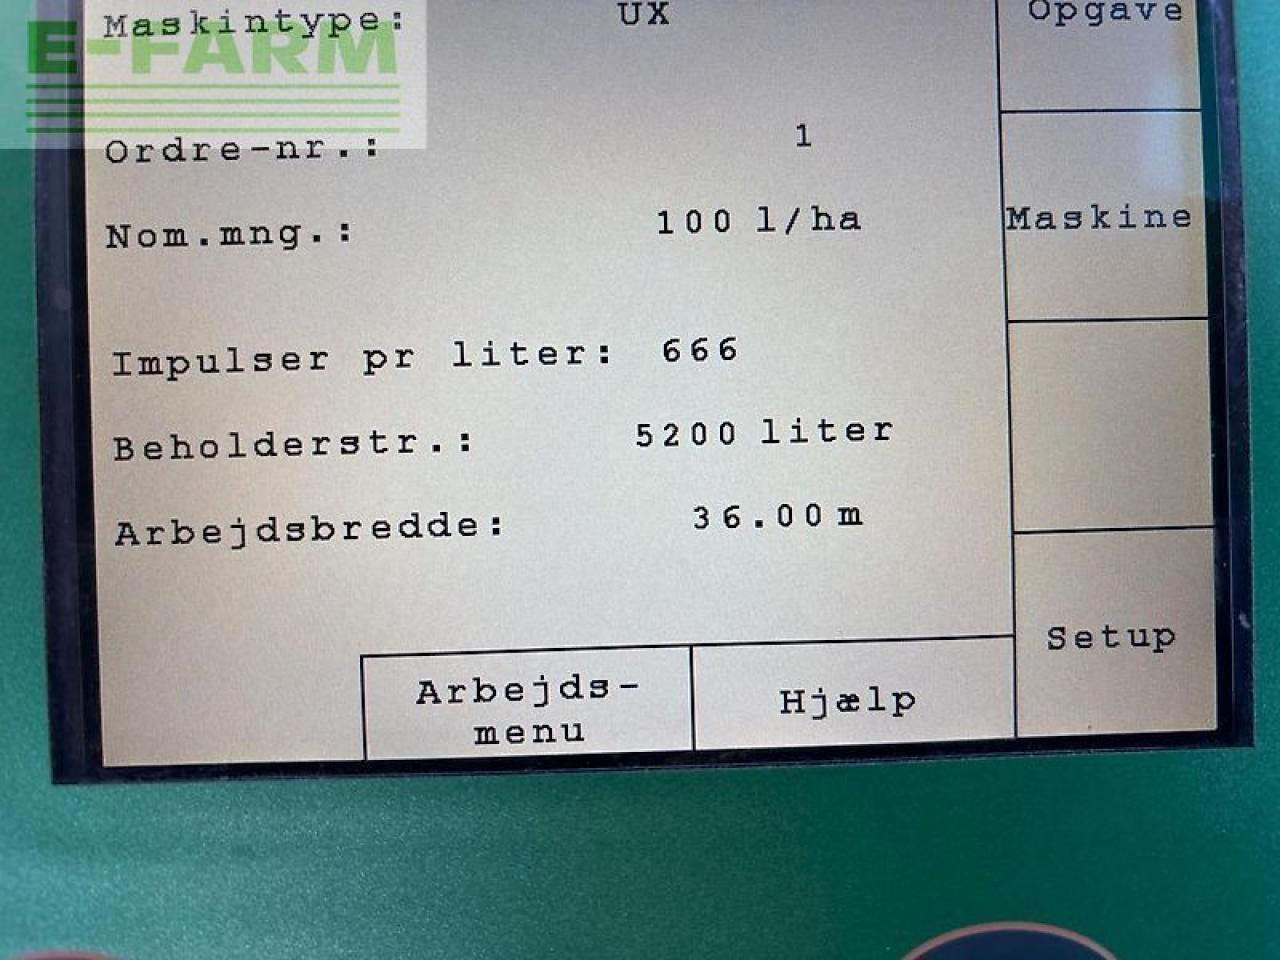 Maskintype: UX
E-FARM
Ordre-nr.: 1
Nom.mng.: 100 l/ha
Impulser pr liter: 666
Beholderstr.: 5200 liter
Arbejdsbredde: 36.00 m
Opgave
Maskine
Setup
Arbejds-
menu
Hjælp